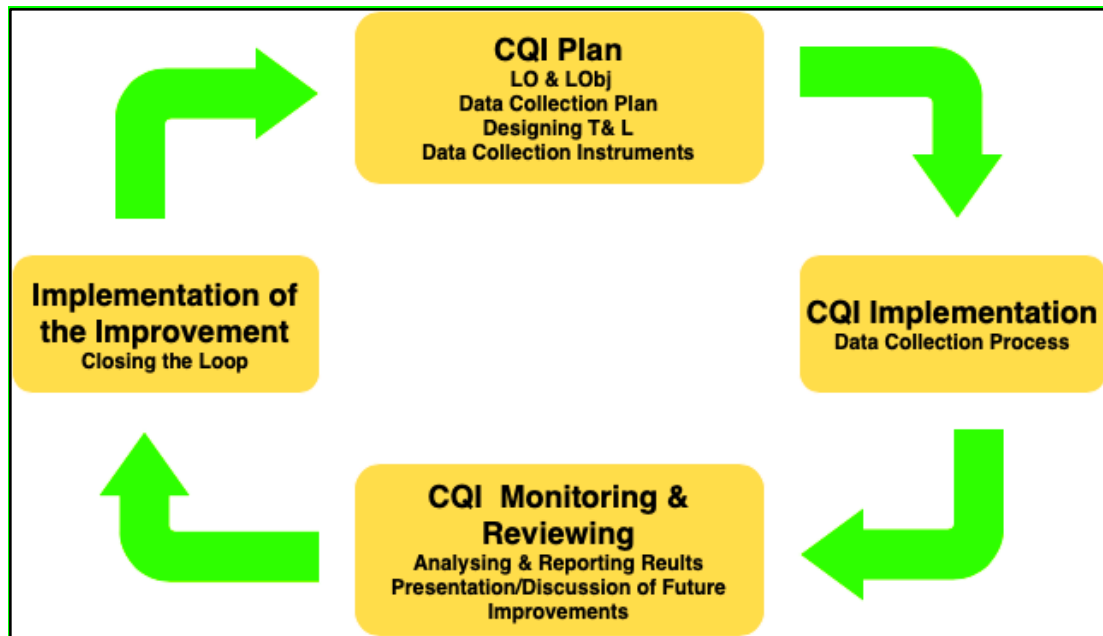 CQI Plan
LO & LObj
Data Collection Plan
Designing T& L
Data Collection Instruments
Implementation of
the Improvement
Closing the Loop
CQI Implementation
Data Collection Process
CQI Monitoring &
Reviewing
Analysing & Reporting Reults
Presentation/Discussion of Future
Improvements